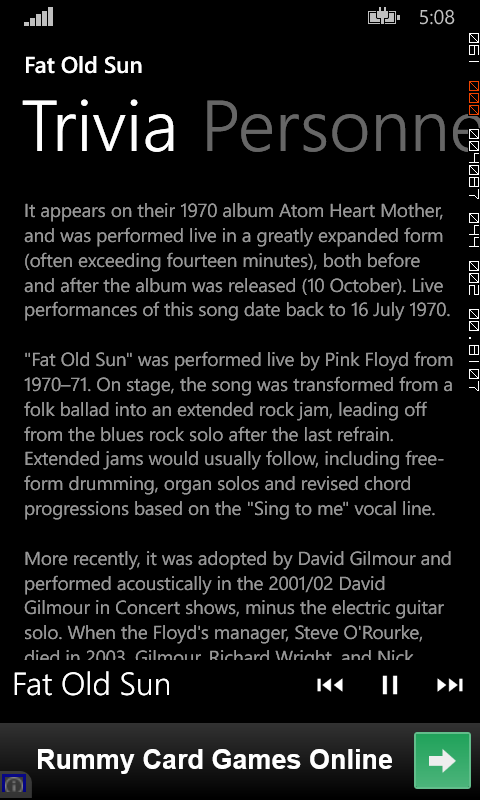 5:08
Fat Old Sun
Trivia Personne
It appears on their 1970 album Atom Heart Mother,
and was performed live in a greatly expanded form
(often exceeding fourteen minutes), both before
and after the album was released (10 October). Live
performances of this song date back to 16 July 1970.
"Fat Old Sun" was performed live by Pink Floyd from
1970–71. On stage, the song was transformed from a
folk ballad into an extended rock jam, leading off
from the blues rock solo after the last refrain.
Extended jams would usually follow, including free-
form drumming, organ solos and revised chord
progressions based on the "Sing to me" vocal line.
More recently, it was adopted by David Gilmour and
performed acoustically in the 2001/02 David
Gilmour in Concert shows, minus the electric guitar
solo. When the Floyd's manager, Steve O'Rourke,
died in 2003, Gilmour, Richard Wright, and Nick
Fat Old Sun
Rummy Card Games Online
000 004087 044 002 00.8107